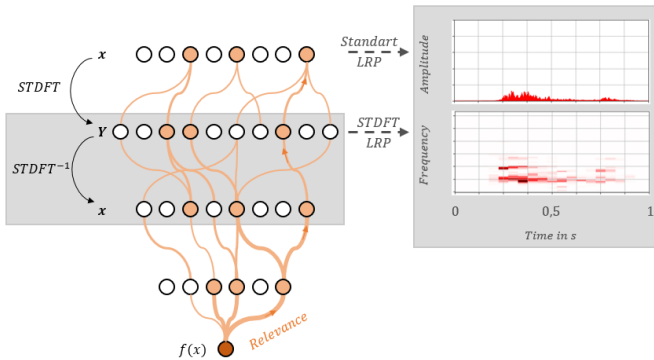 x
STDFT
Y
STDFT⁻¹
x
f(x)
Relevance
Standart
LRP
STDFT
LRP
Amplitude
Frequency
0 0,5 1
Time in s